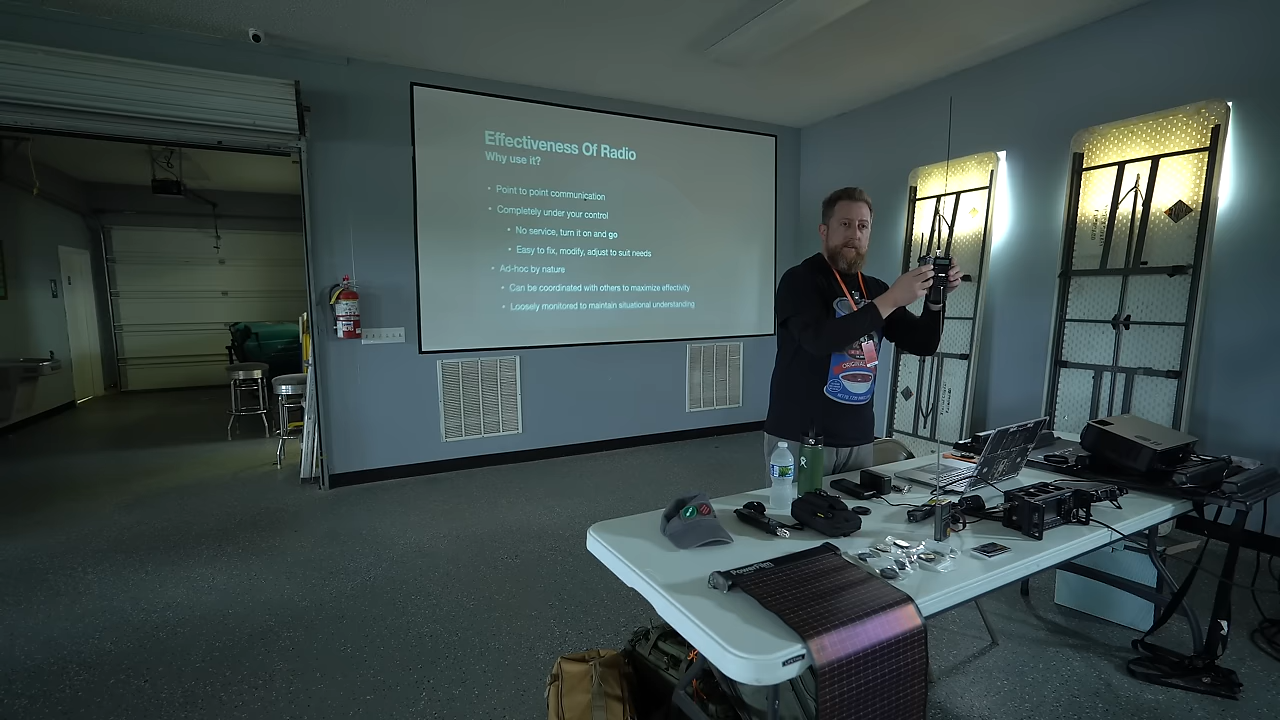 Effectiveness Of Radio
Why use it?
• Point to point communication
• Completely under your control
• No service, turn it on and go
• Easy to fix, modify, adjust to suit needs
• Ad-hoc by nature
• Can be coordinated with others to maximize effectivity
• Loosely monitored to maintain situational understanding
ORIGINAL
PowerFilm
LIFETIME